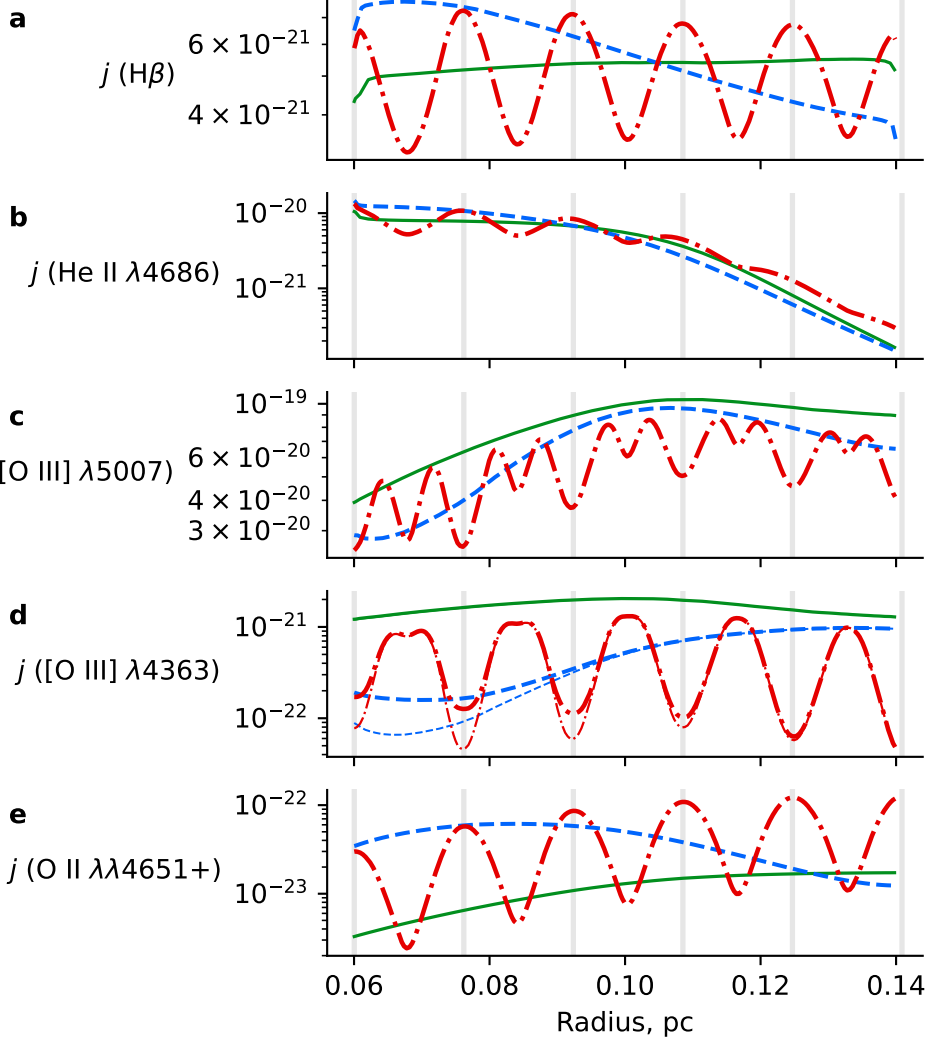 a
6 × 10⁻²¹
j (Hβ)
4 × 10⁻²¹
b
10⁻²⁰
j (He II λ4686)
10⁻²¹
c
10⁻¹⁹
[O III] λ5007)
6 × 10⁻²⁰
4 × 10⁻²⁰
3 × 10⁻²⁰
d
10⁻²¹
j ([O III] λ4363)
10⁻²²
e
10⁻²²
j (O II λλ4651+)
10⁻²³
0.06 0.08 0.10 0.12 0.14
Radius, pc